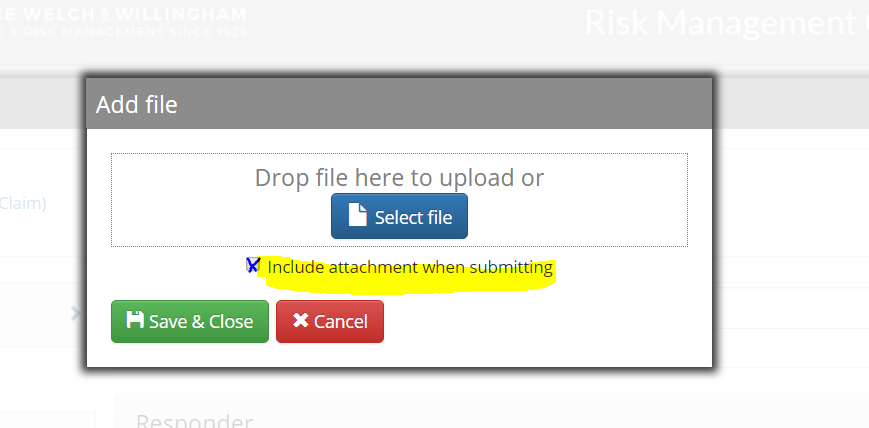 CE WELCH & WILLINGHAM
E & RISK MANAGEMENT SINCE 1925
Risk Management
Add file
Drop file here to upload or
Select file
Claim)
Include attachment when submitting
Save & Close
Cancel
Responder